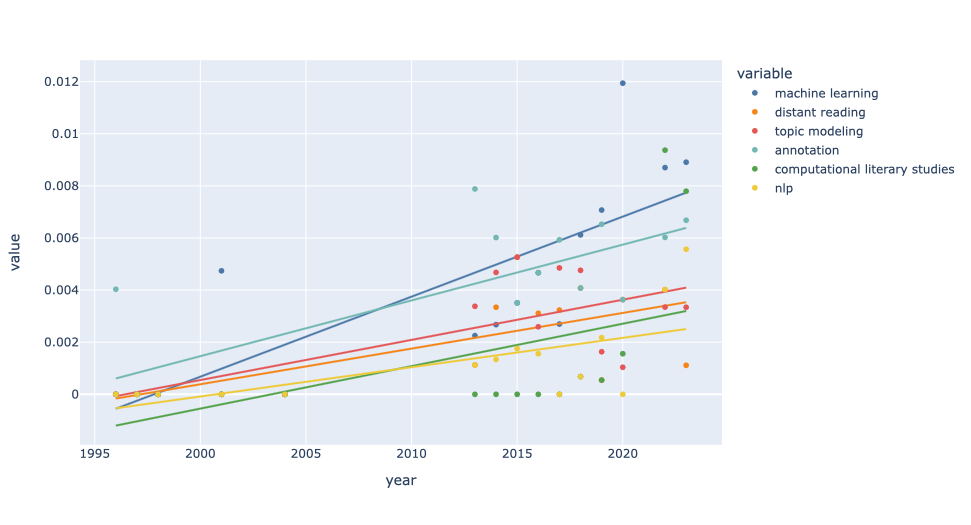 0.012
0.01
0.008
0.006
0.004
0.002
0
value
1995
2000
2005
2010
2015
2020
year
variable
machine learning
distant reading
topic modeling
annotation
computational literary studies
nlp